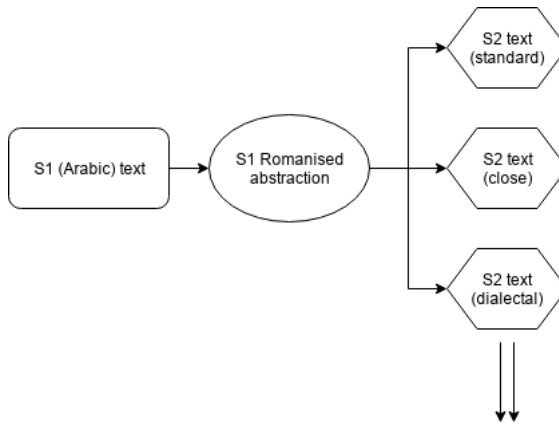 S2 text
(standard)
S1 (Arabic) text
S1 Romanised
abstraction
S2 text
(close)
S2 text
(dialectal)